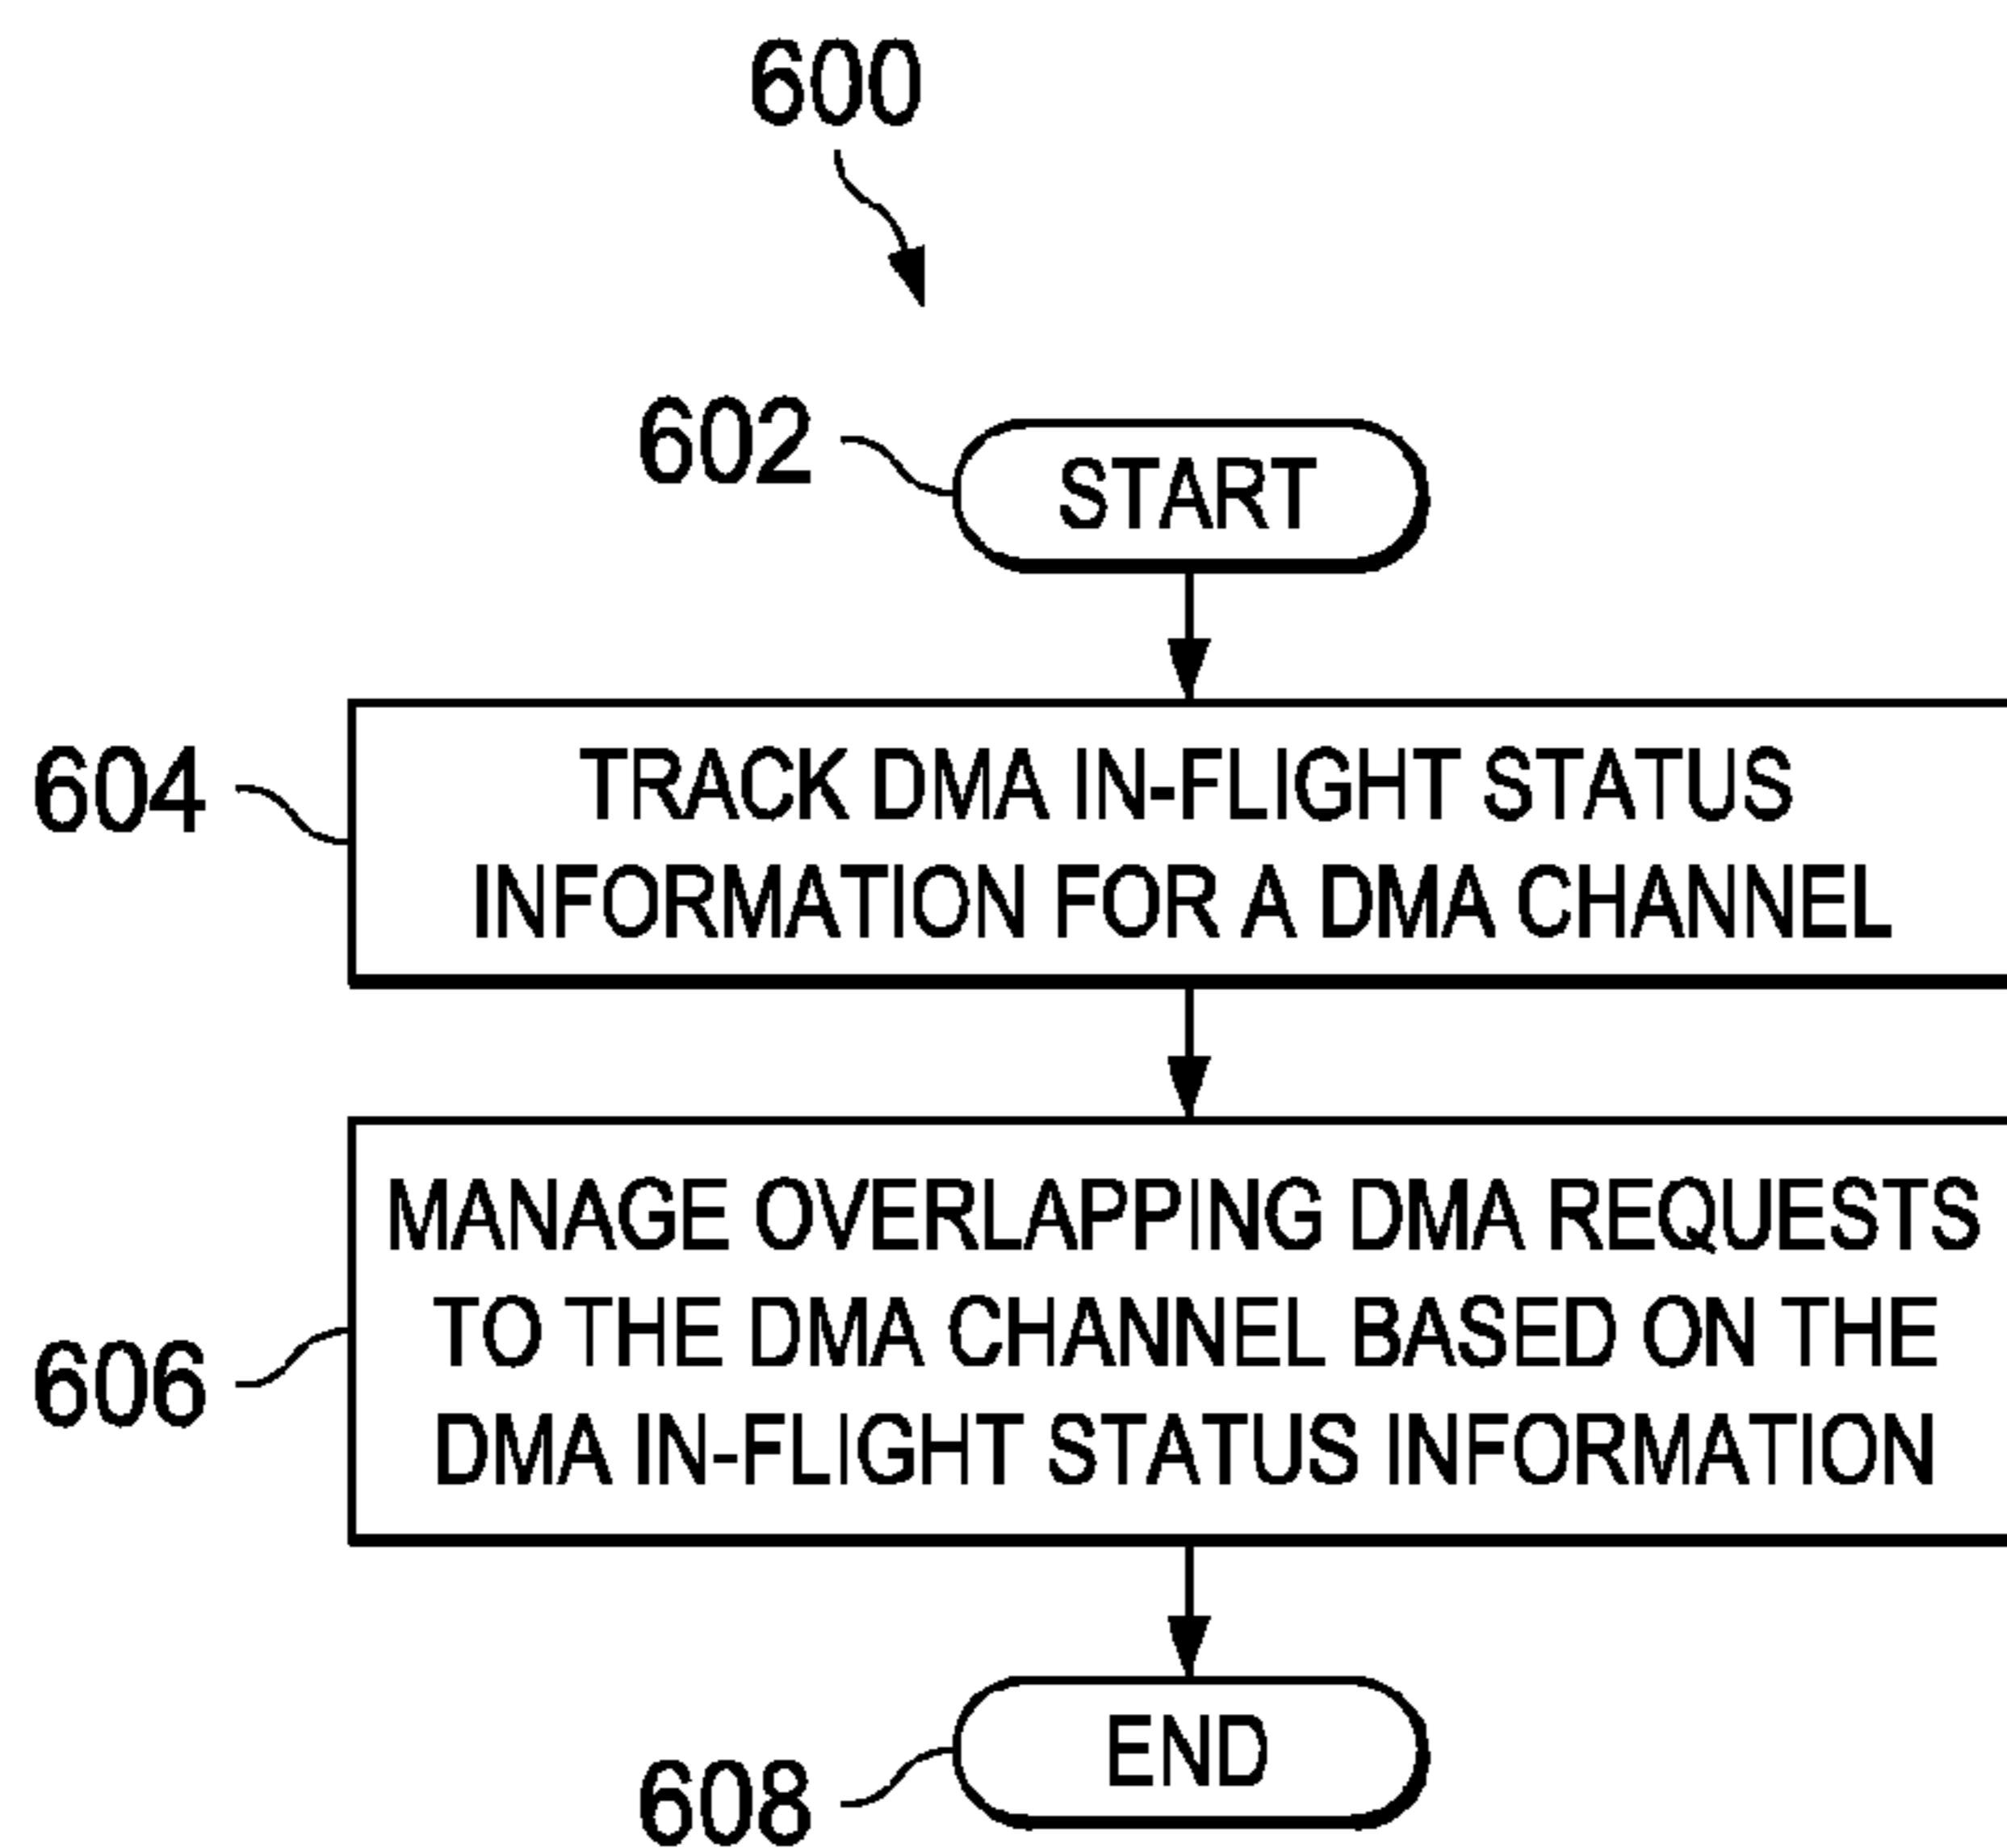 600
602
START
604
TRACK DMA IN-FLIGHT STATUS
INFORMATION FOR A DMA CHANNEL
606
MANAGE OVERLAPPING DMA REQUESTS
TO THE DMA CHANNEL BASED ON THE
DMA IN-FLIGHT STATUS INFORMATION
608
END